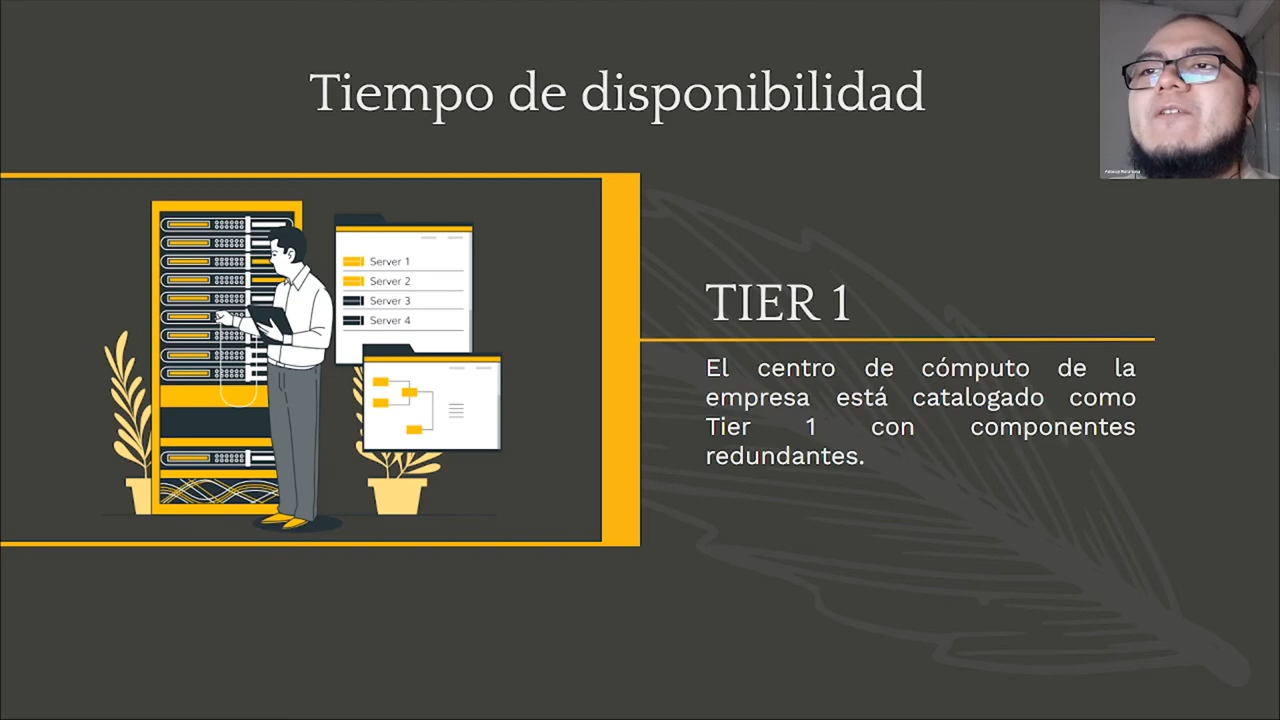 Tiempo de disponibilidad
Server 1
Server 2
Server 3
Server 4
TIER 1
El centro de cómputo de la
empresa está catalogado como
Tier 1 con componentes
redundantes.